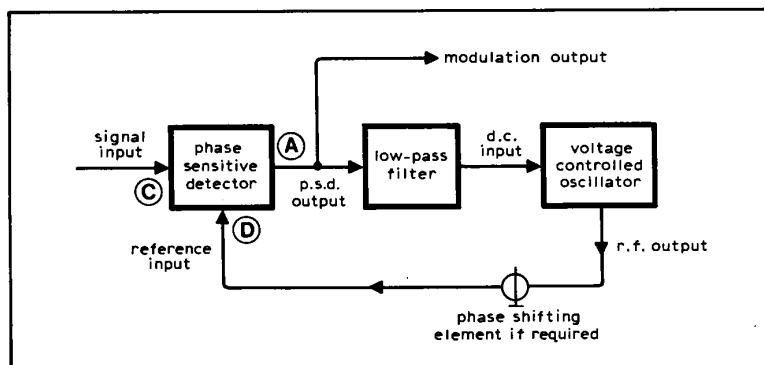 modulation output
signal
input
phase
sensitive
detector
A
C
D
p.s.d.
output
low-pass
filter
d.c.
input
voltage
controlled
oscillator
reference
input
r.f. output
phase shifting
element if required